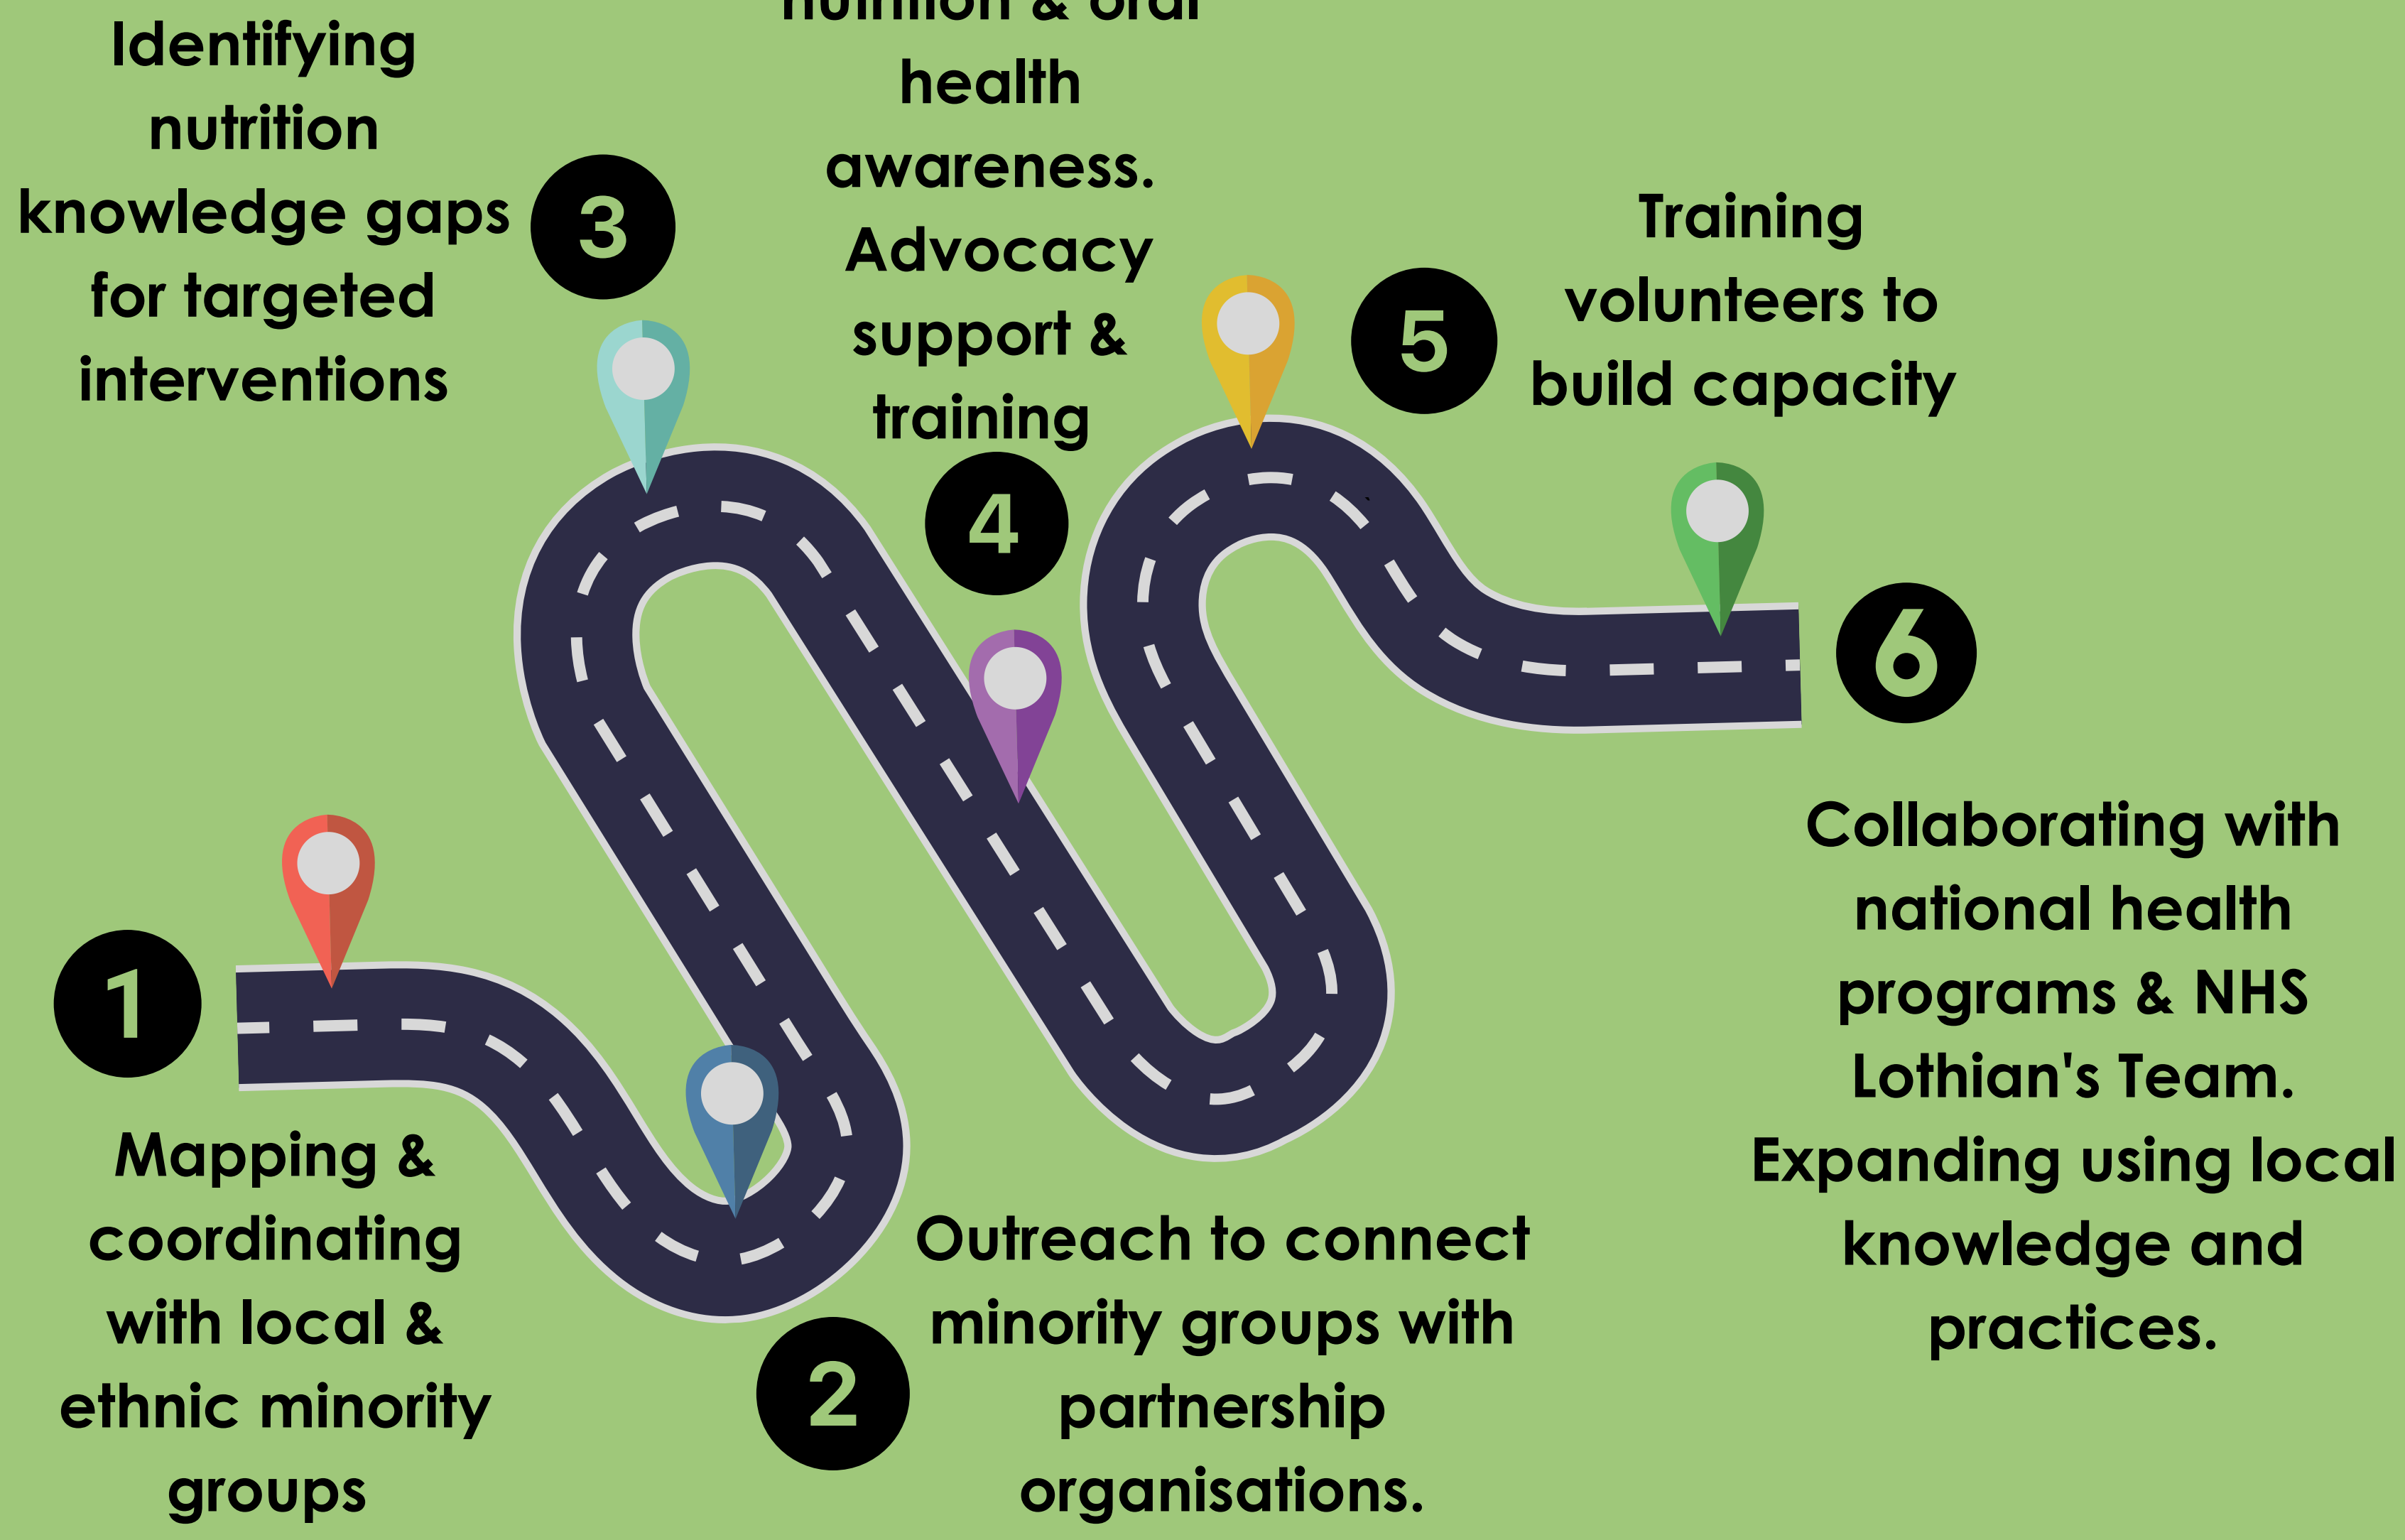 1
Mapping &
coordinating
with local &
ethnic minority
groups
2
Outreach to connect
minority groups with
partnership
organisations.
3
Identifying
nutrition
knowledge gaps
for targeted
interventions
4
nutrition & oral
health
awareness.
Advocacy
support &
training
5
Training
volunteers to
build capacity
6
Collaborating with
national health
programs & NHS
Lothian's Team.
Expanding using local
knowledge and
practices.